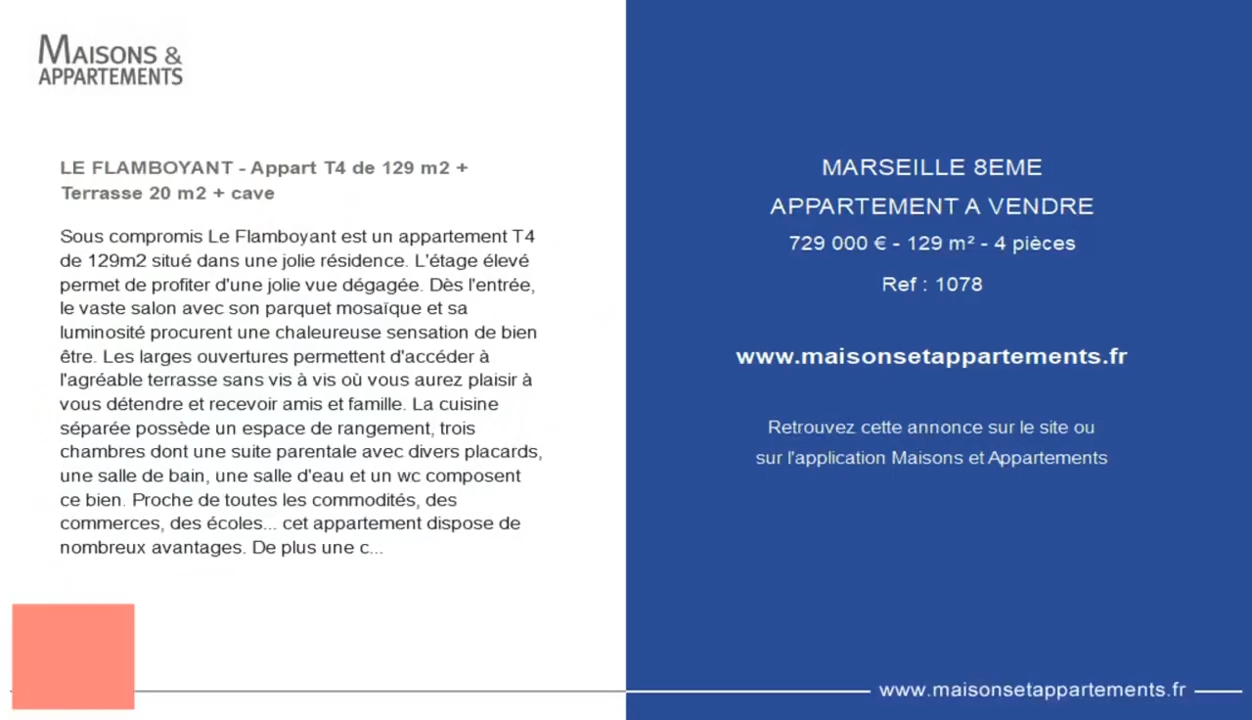 MAISONS &
APPARTEMENTS
LE FLAMBOYANT - Appart T4 de 129 m2 +
Terrasse 20 m2 + cave
Sous compromis Le Flamboyant est un appartement T4
de 129m2 situé dans une jolie résidence. L'étage élevé
permet de profiter d'une jolie vue dégagée. Dès l'entrée,
le vaste salon avec son parquet mosaïque et sa
luminosité procurent une chaleureuse sensation de bien
être. Les larges ouvertures permettent d'accéder à
l'agréable terrasse sans vis à vis où vous aurez plaisir à
vous détendre et recevoir amis et famille. La cuisine
séparée possède un espace de rangement, trois
chambres dont une suite parentale avec divers placards,
une salle de bain, une salle d'eau et un wc composent
ce bien. Proche de toutes les commodités, des
commerces, des écoles... cet appartement dispose de
nombreux avantages. De plus une c...
MARSEILLE 8EME
APPARTEMENT A VENDRE
729 000 € - 129 m² - 4 pièces
Ref : 1078
www.maisonsetappartements.fr
Retrouvez cette annonce sur le site ou
sur l'application Maisons et Appartements
www.maisonsetappartements.fr